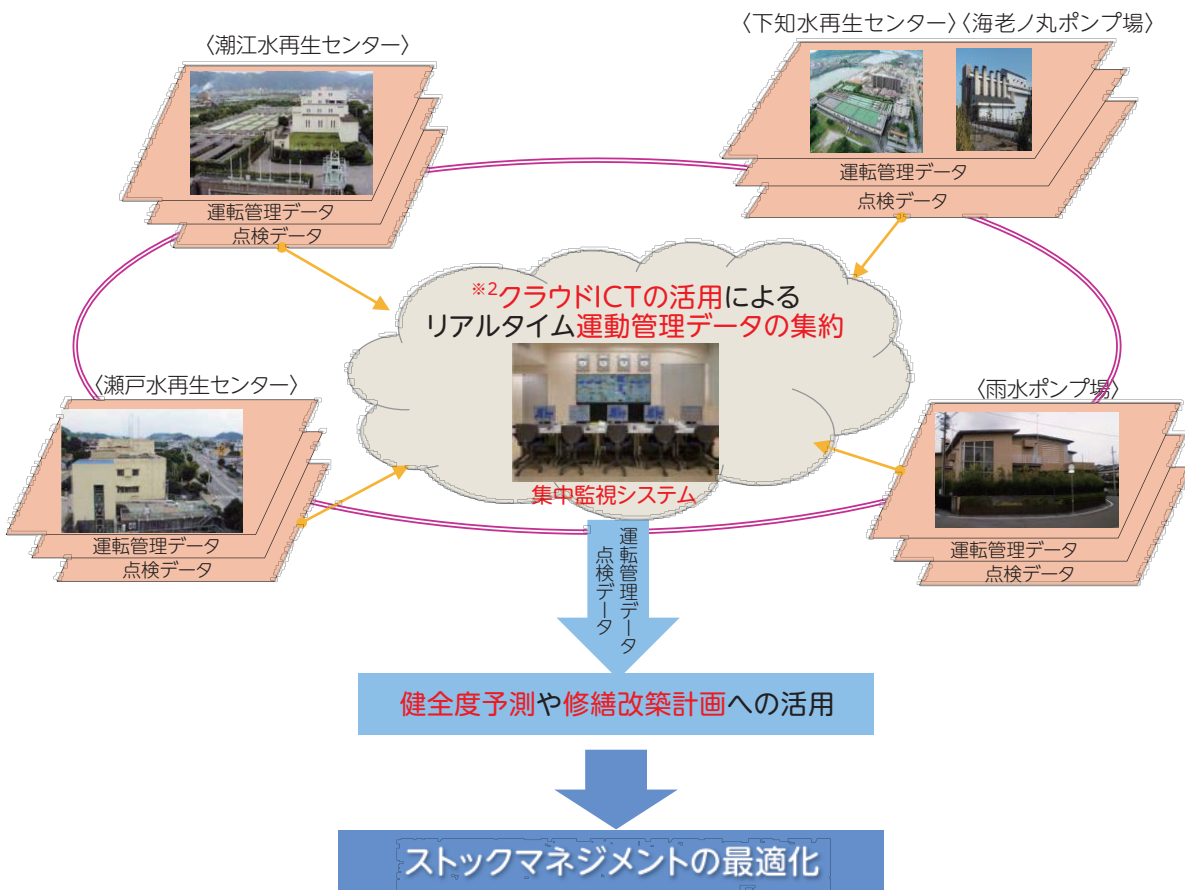 〈下知水再生センター〉〈海老ノ丸ポンプ場〉
〈潮江水再生センター〉
運転管理データ
点検データ
運転管理データ
点検データ
※2クラウドICTの活用による
リアルタイム運動管理データの集約
集中監視システム
〈瀬戸水再生センター〉
運転管理データ
点検データ
〈雨水ポンプ場〉
運転管理データ
点検データ
運転管理データ
点検データ
健全度予測や修繕改築計画への活用
ストックマネジメントの最適化